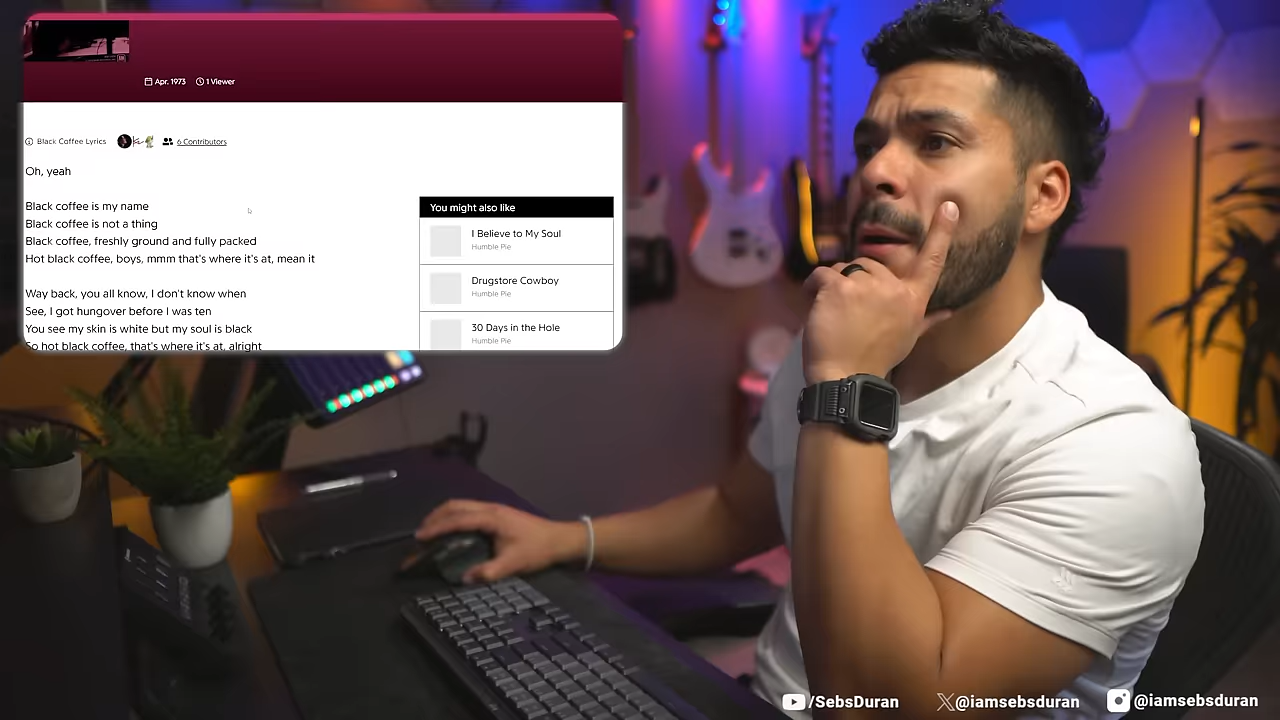 Apr. 1973 1 Viewer
Black Coffee Lyrics 6 Contributors
Oh, yeah
Black coffee is my name
Black coffee is not a thing
Black coffee, freshly ground and fully packed
Hot black coffee, boys, mmm that's where it's at, mean it
Way back, you all know, I don't know when
See, I got hungover before I was ten
You see my skin is white but my soul is black
So hot black coffee, that's where it's at, alright
You might also like
I Believe to My Soul
Humble Pie
Drugstore Cowboy
Humble Pie
30 Days in the Hole
Humble Pie
/SebsDuran @iamsebsduran @iamsebsduran